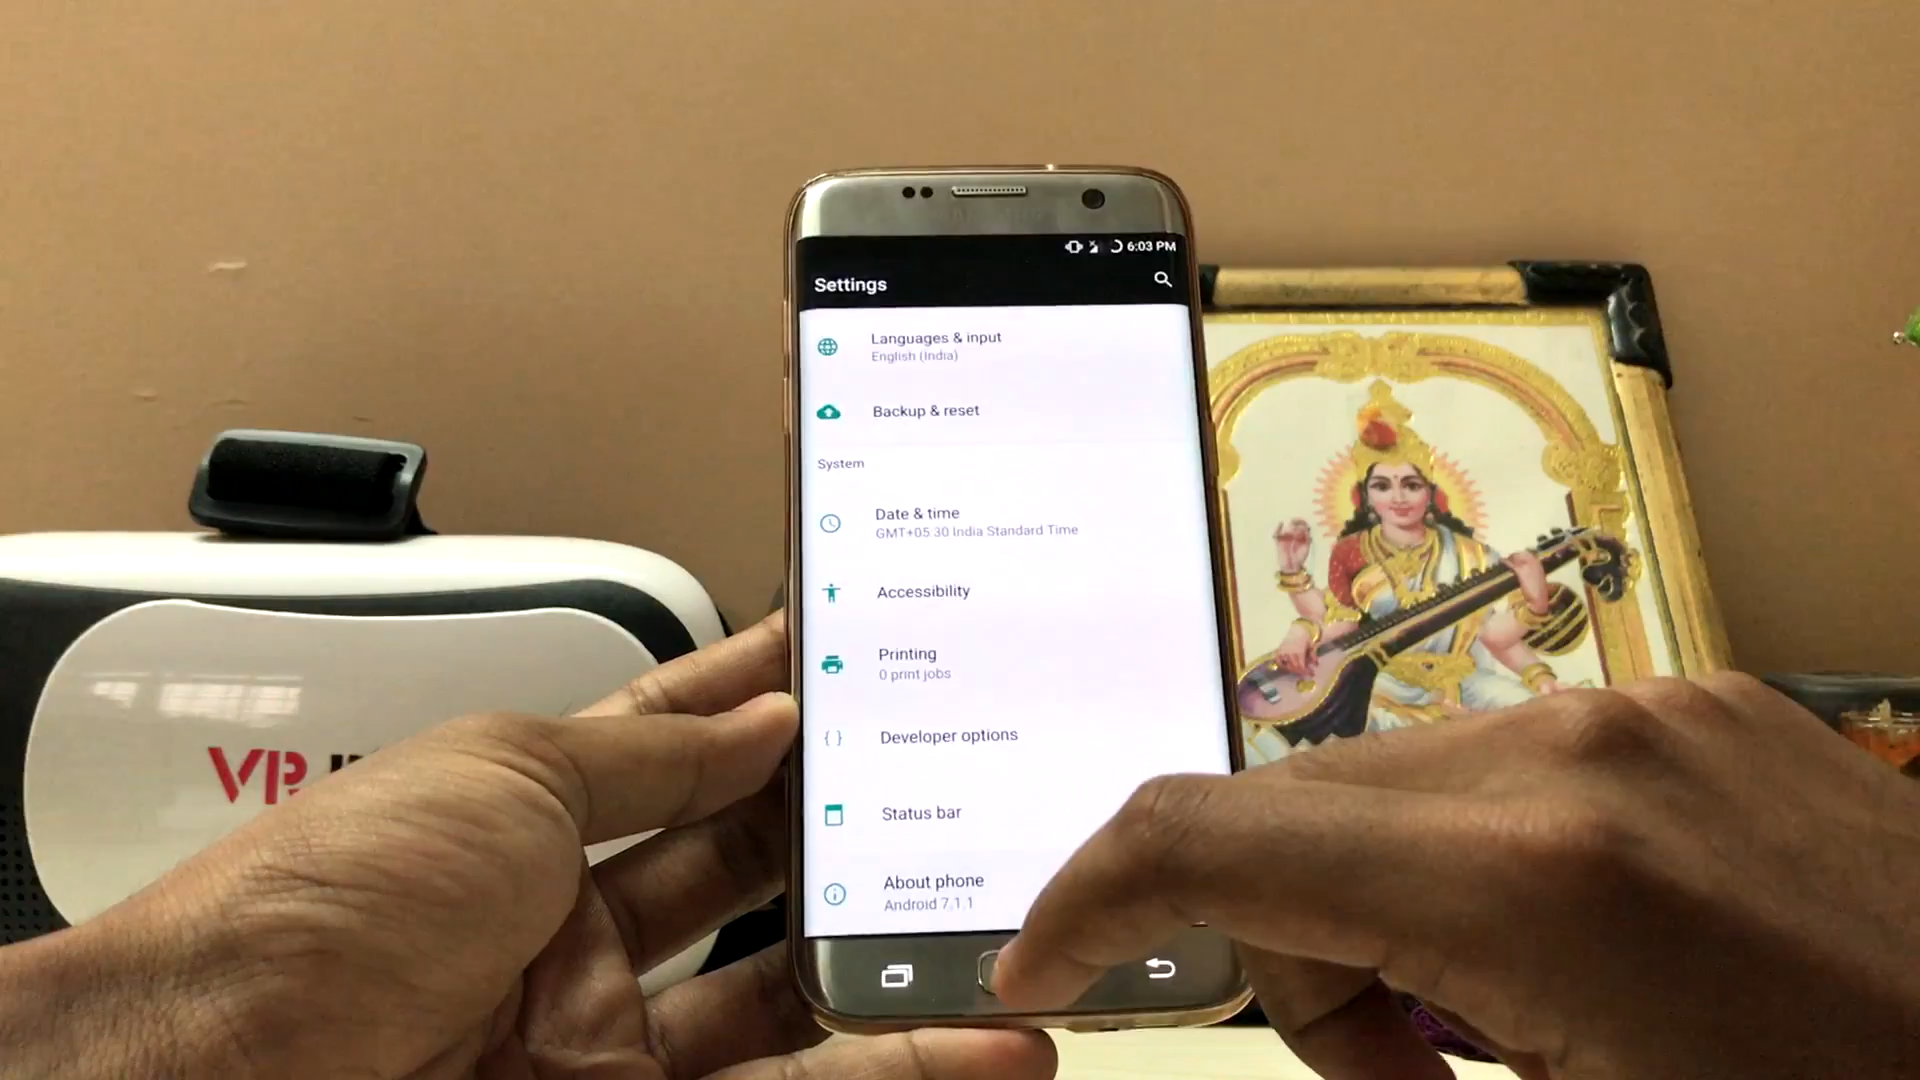 6:03 PM
Settings
Languages & input
English (India)
Backup & reset
System
Date & time
GMT+05:30 India Standard Time
Accessibility
Printing
0 print jobs
Developer options
Status bar
About phone
Android 7.1.1
VR